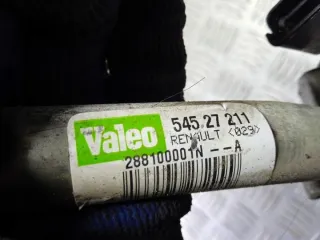 Valeo
545.27 211
RENAULT <029>
288100001N--A